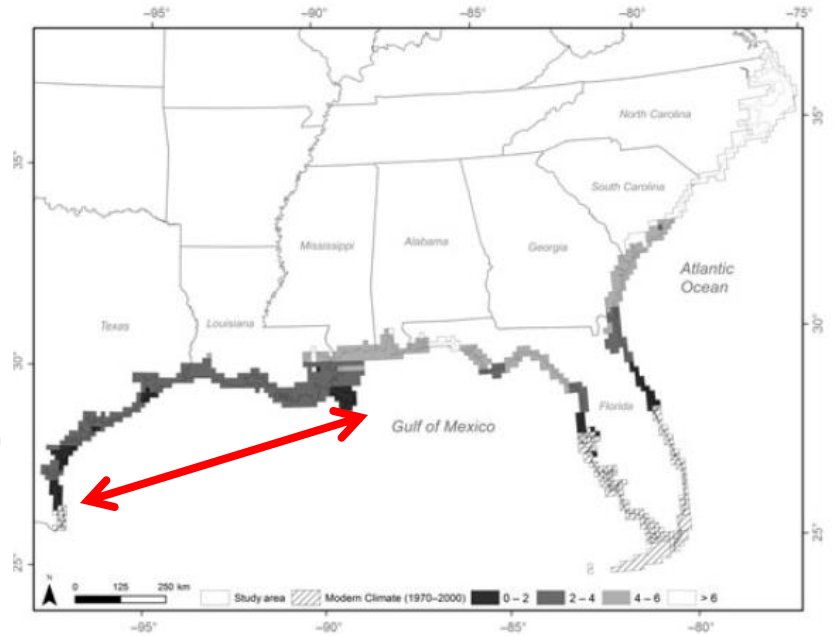 −95° −90° −85° −80° −75°
North Carolina
35°
35°
South Carolina
Mississippi
Alabama
Georgia
Atlantic
Ocean
Texas
Louisiana
30°
30°
Florida
Gulf of Mexico
25°
25°
N
0 125 250 km
Study area Modern Climate (1970–2000) 0 – 2 2 – 4 4 – 6 > 6
−95° −90° −85° −80°